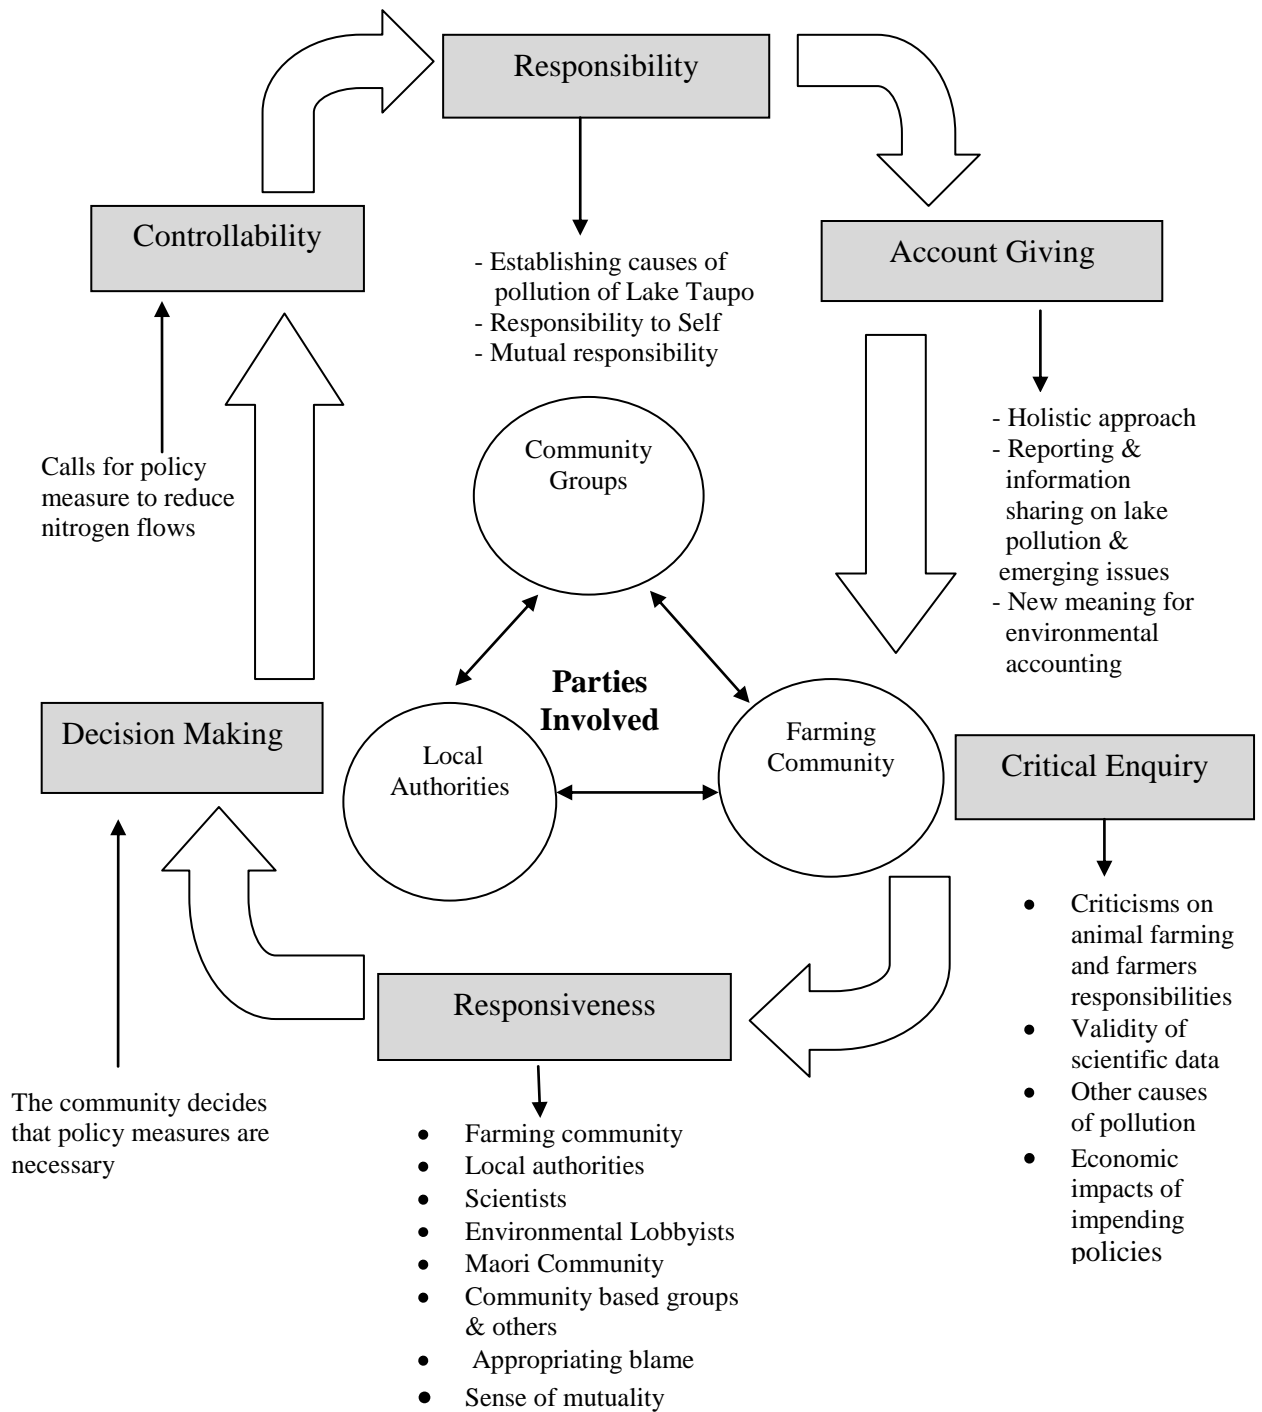 Responsibility
Controllability
Account Giving
- Establishing causes of
pollution of Lake Taupo
- Responsibility to Self
- Mutual responsibility
- Holistic approach
- Reporting &
information
sharing on lake
pollution &
emerging issues
- New meaning for
environmental
accounting
Calls for policy
measure to reduce
nitrogen flows
Community
Groups
Parties
Involved
Local
Authorities
Farming
Community
Decision Making
Critical Enquiry
• Criticisms on
animal farming
and farmers
responsibilities
• Validity of
scientific data
• Other causes
of pollution
• Economic
impacts of
impending
policies
Responsiveness
The community decides
that policy measures are
necessary
• Farming community
• Local authorities
• Scientists
• Environmental Lobbyists
• Maori Community
• Community based groups
& others
• Appropriating blame
• Sense of mutuality